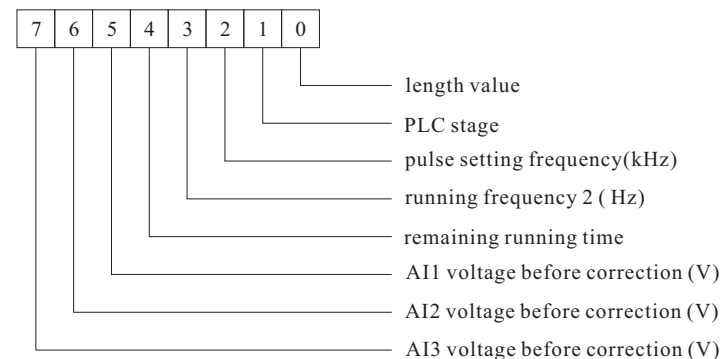 7 6 5 4 3 2 1 0
length value
PLC stage
pulse setting frequency(kHz)
running frequency 2 ( Hz)
remaining running time
AI1 voltage before correction (V)
AI2 voltage before correction (V)
AI3 voltage before correction (V)